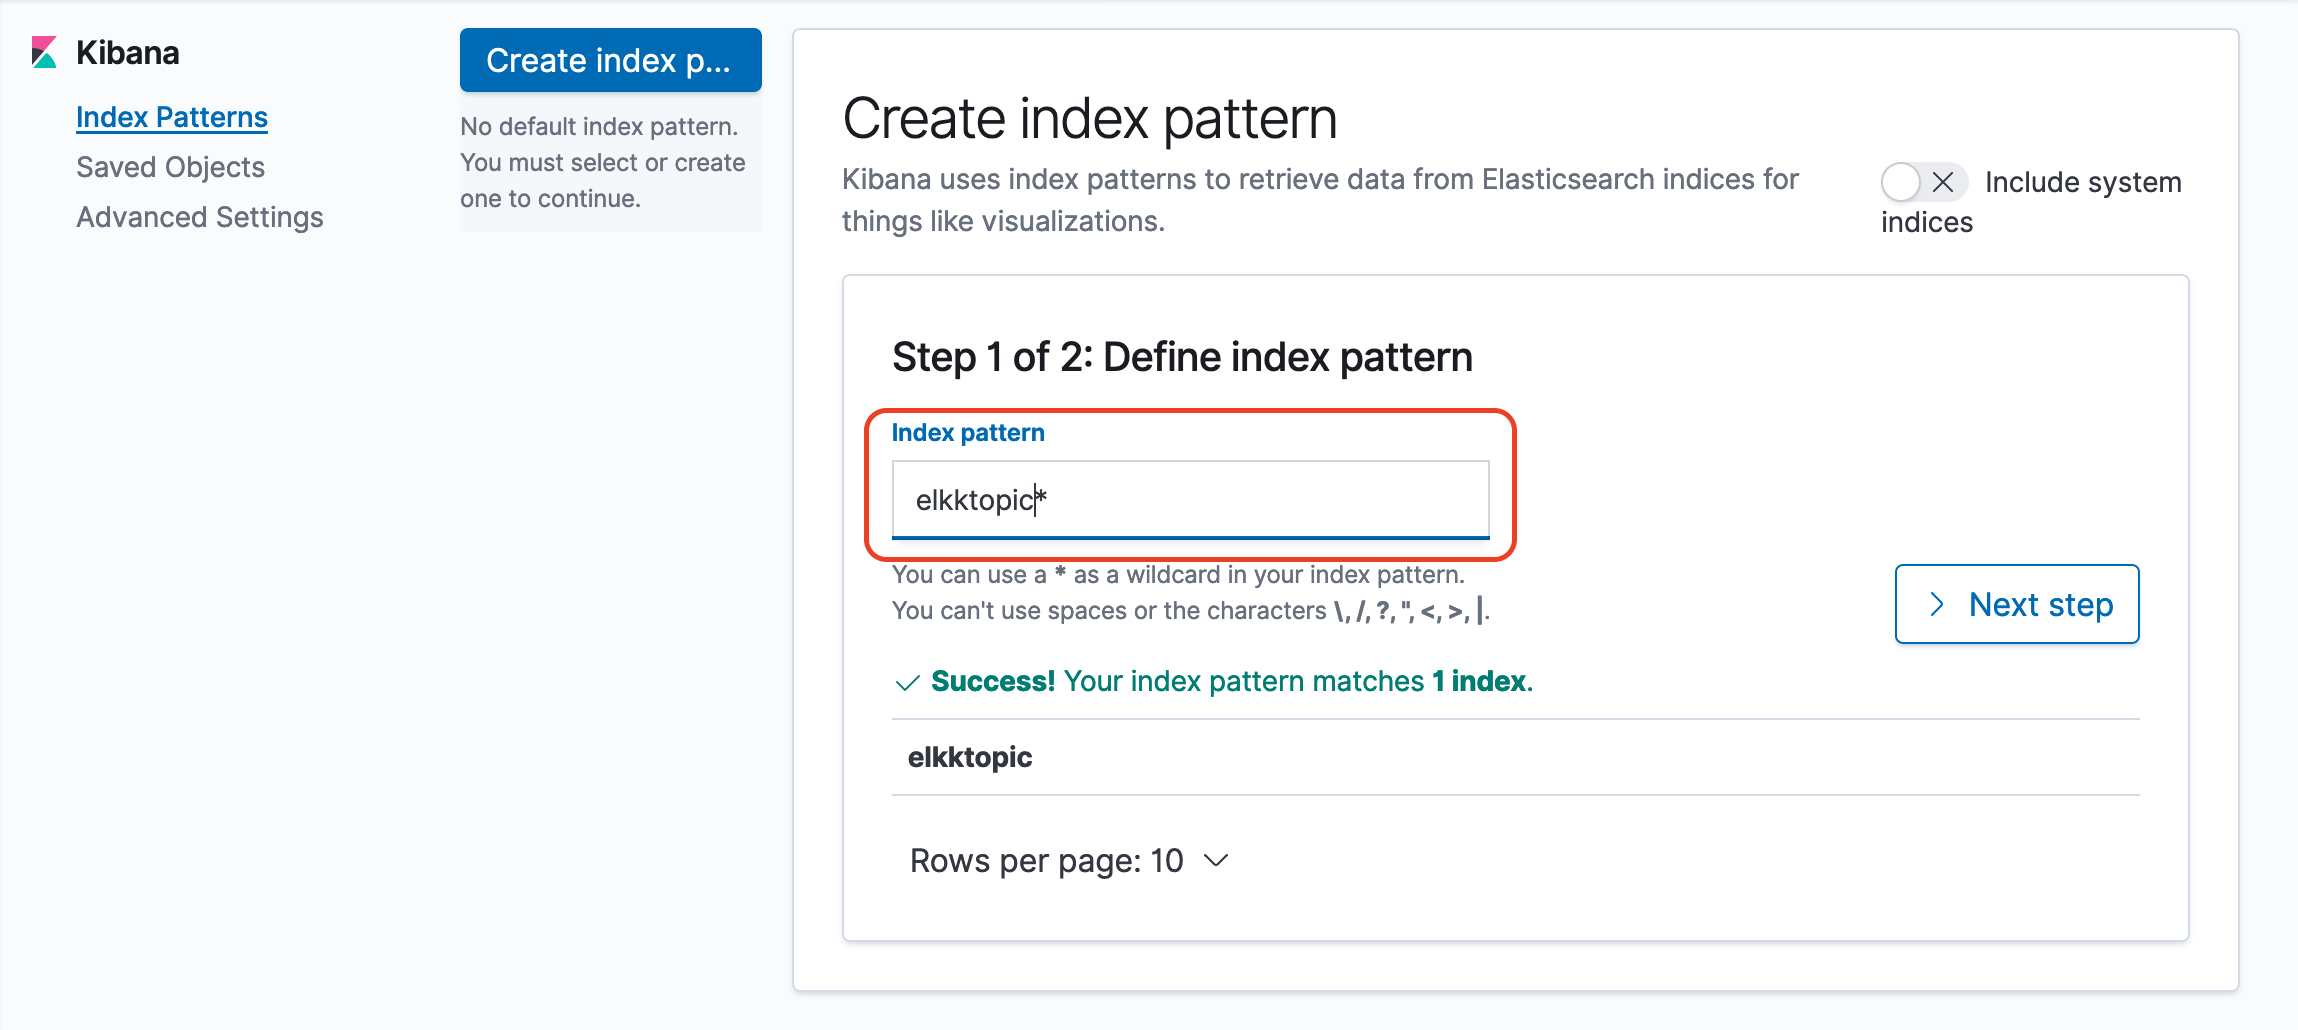 Kibana
Index Patterns
Saved Objects
Advanced Settings
Create index p...
No default index pattern.
You must select or create
one to continue.
Create index pattern
Kibana uses index patterns to retrieve data from Elasticsearch indices for
things like visualizations.
Include system
indices
Step 1 of 2: Define index pattern
Index pattern
elkktopic*
You can use a * as a wildcard in your index pattern.
You can't use spaces or the characters \, /, ?, ", <, >, |.
Success! Your index pattern matches 1 index.
elkktopic
Rows per page: 10
Next step